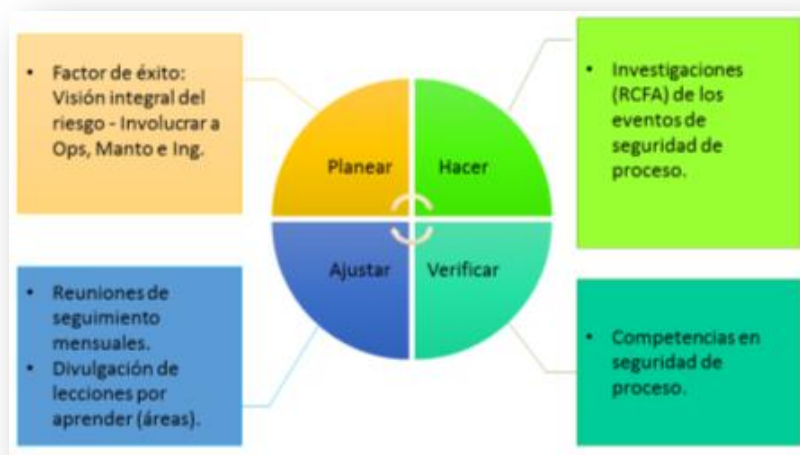 • Factor de éxito:
Visión integral del
riesgo - Involucrar a
Ops, Manto e Ing.
• Investigaciones
(RCFA) de los
eventos de
seguridad de
proceso.
Planear
Hacer
Ajustar
Verificar
• Reuniones de
seguimiento
mensuales.
• Divulgación de
lecciones por
aprender (áreas).
• Competencias en
seguridad de
proceso.